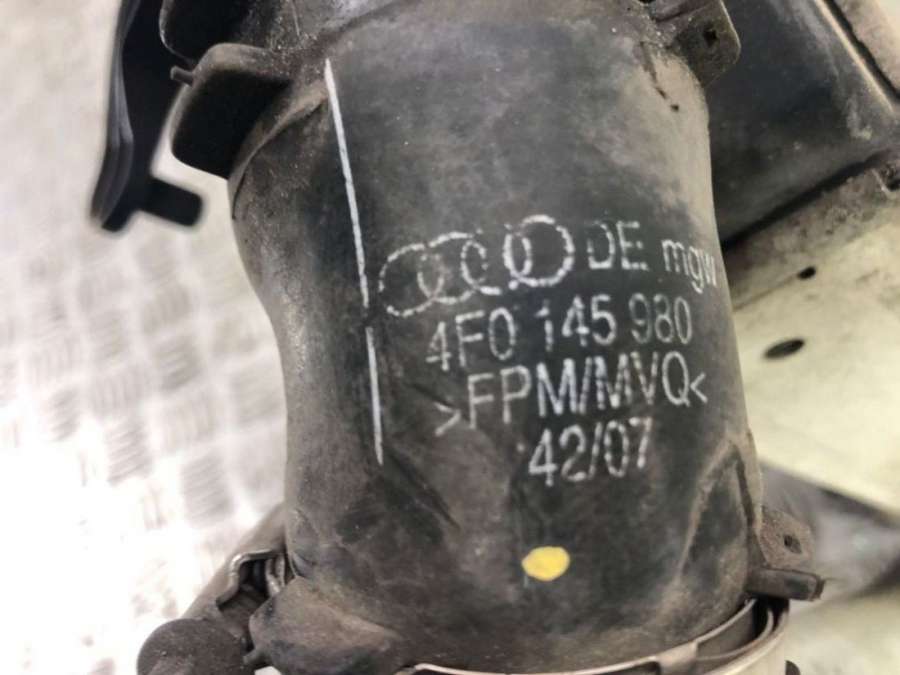 DE mgw
4F0 145 980
>FPM/MVQ<
42/07